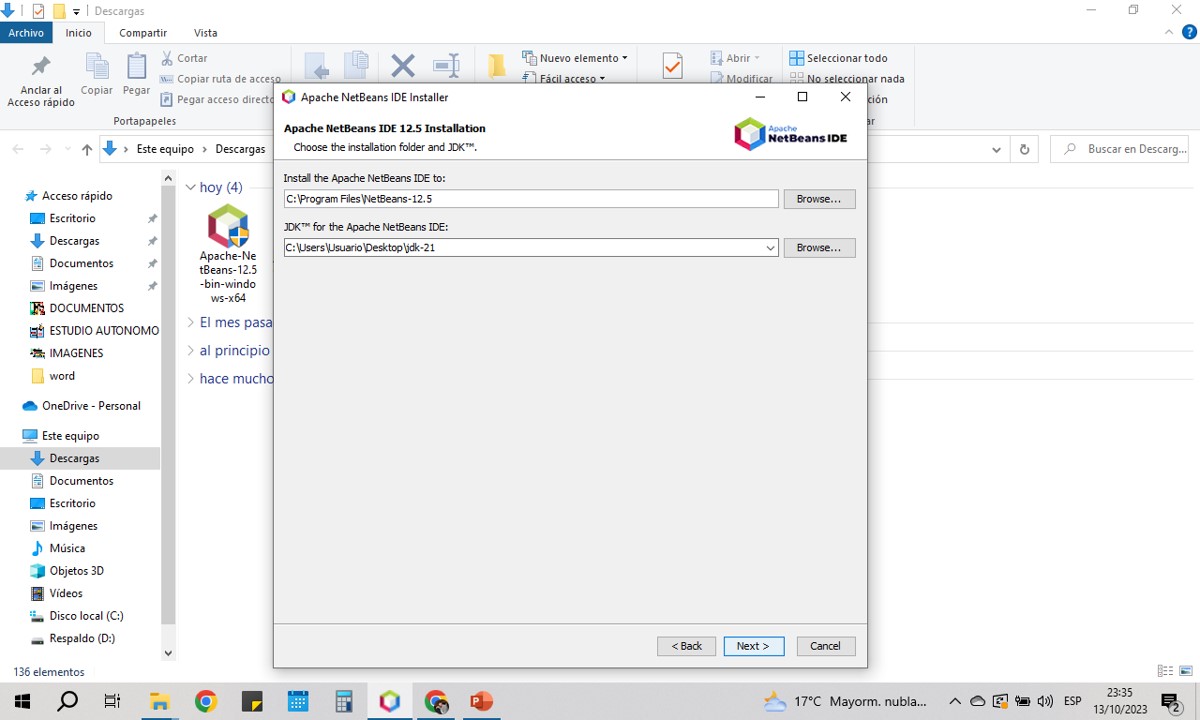 Descargas
Archivo
Inicio
Compartir
Vista
?
Anclar al
Acceso rápido
Copiar
Pegar
Cortar
Copiar ruta de acceso
Pegar acceso directo
Portapapeles
Nuevo elemento
Fácil acceso
Abrir
Modificar
Seleccionar todo
No seleccionar nada
ción
ar
Este equipo
Descargas
Buscar en Descarg...
Acceso rápido
Escritorio
Descargas
Documentos
Imágenes
DOCUMENTOS
ESTUDIO AUTONOMO
IMAGENES
word
OneDrive - Personal
Este equipo
Descargas
Documentos
Escritorio
Imágenes
Música
Objetos 3D
Vídeos
Disco local (C:)
Respaldo (D:)
hoy (4)
Apache-Ne
tBeans-12.5
-bin-windo
ws-x64
El mes pasa
al principio
hace mucho
Apache NetBeans IDE Installer
Apache NetBeans IDE 12.5 Installation
Choose the installation folder and JDK™.
Apache
NetBeans IDE
Install the Apache NetBeans IDE to:
C:\Program Files\NetBeans-12.5
Browse...
JDK™ for the Apache NetBeans IDE:
C:\Users\Usuario\Desktop\jdk-21
Browse...
< Back
Next >
Cancel
136 elementos
17°C Mayorm. nubla...
ESP
23:35
13/10/2023
2